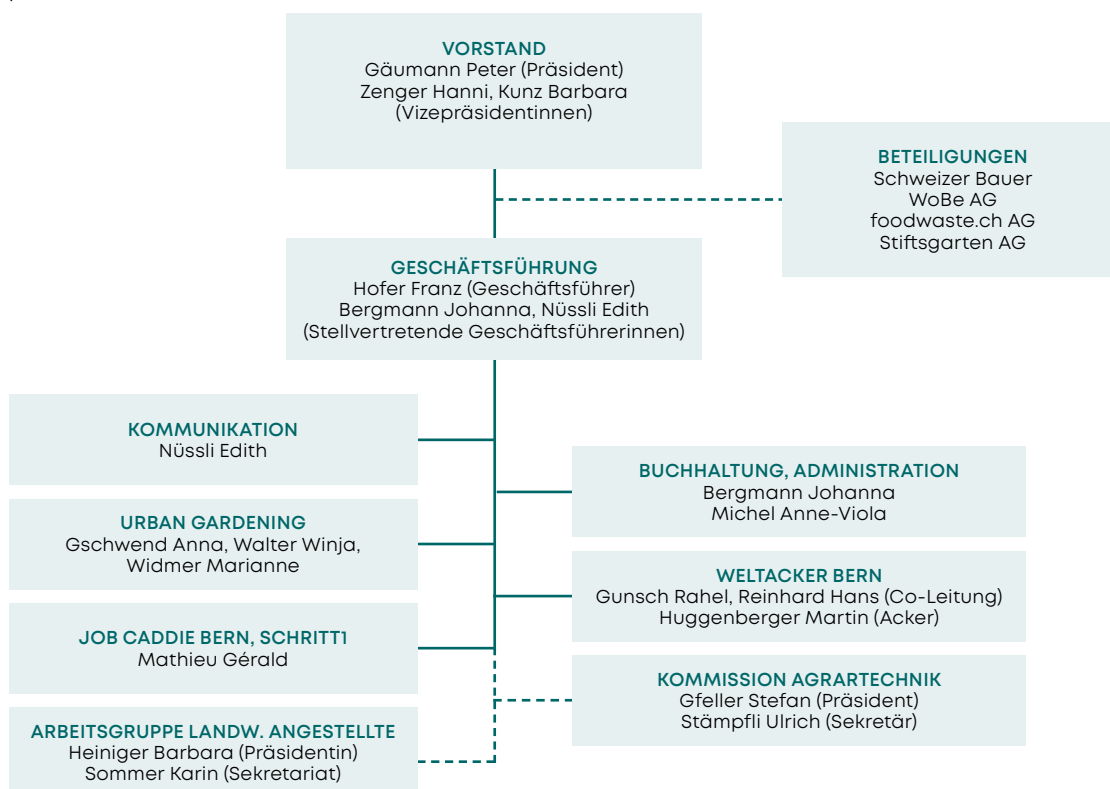 VORSTAND
Gäumann Peter (Präsident)
Zenger Hanni, Kunz Barbara
(Vizepräsidentinnen)
BETEILIGUNGEN
Schweizer Bauer
WoBe AG
foodwaste.ch AG
Stiftsgarten AG
GESCHÄFTSFÜHRUNG
Hofer Franz (Geschäftsführer)
Bergmann Johanna, Nüssli Edith
(Stellvertretende Geschäftsführerinnen)
KOMMUNIKATION
Nüssli Edith
BUCHHALTUNG, ADMINISTRATION
Bergmann Johanna
Michel Anne-Viola
URBAN GARDENING
Gschwend Anna, Walter Winja,
Widmer Marianne
WELTACKER BERN
Gunsch Rahel, Reinhard Hans (Co-Leitung)
Huggenberger Martin (Acker)
JOB CADDIE BERN, SCHRITT1
Mathieu Gérald
KOMMISSION AGRARTECHNIK
Gfeller Stefan (Präsident)
Stämpfli Ulrich (Sekretär)
ARBEITSGRUPPE LANDW. ANGESTELLTE
Heiniger Barbara (Präsidentin)
Sommer Karin (Sekretariat)